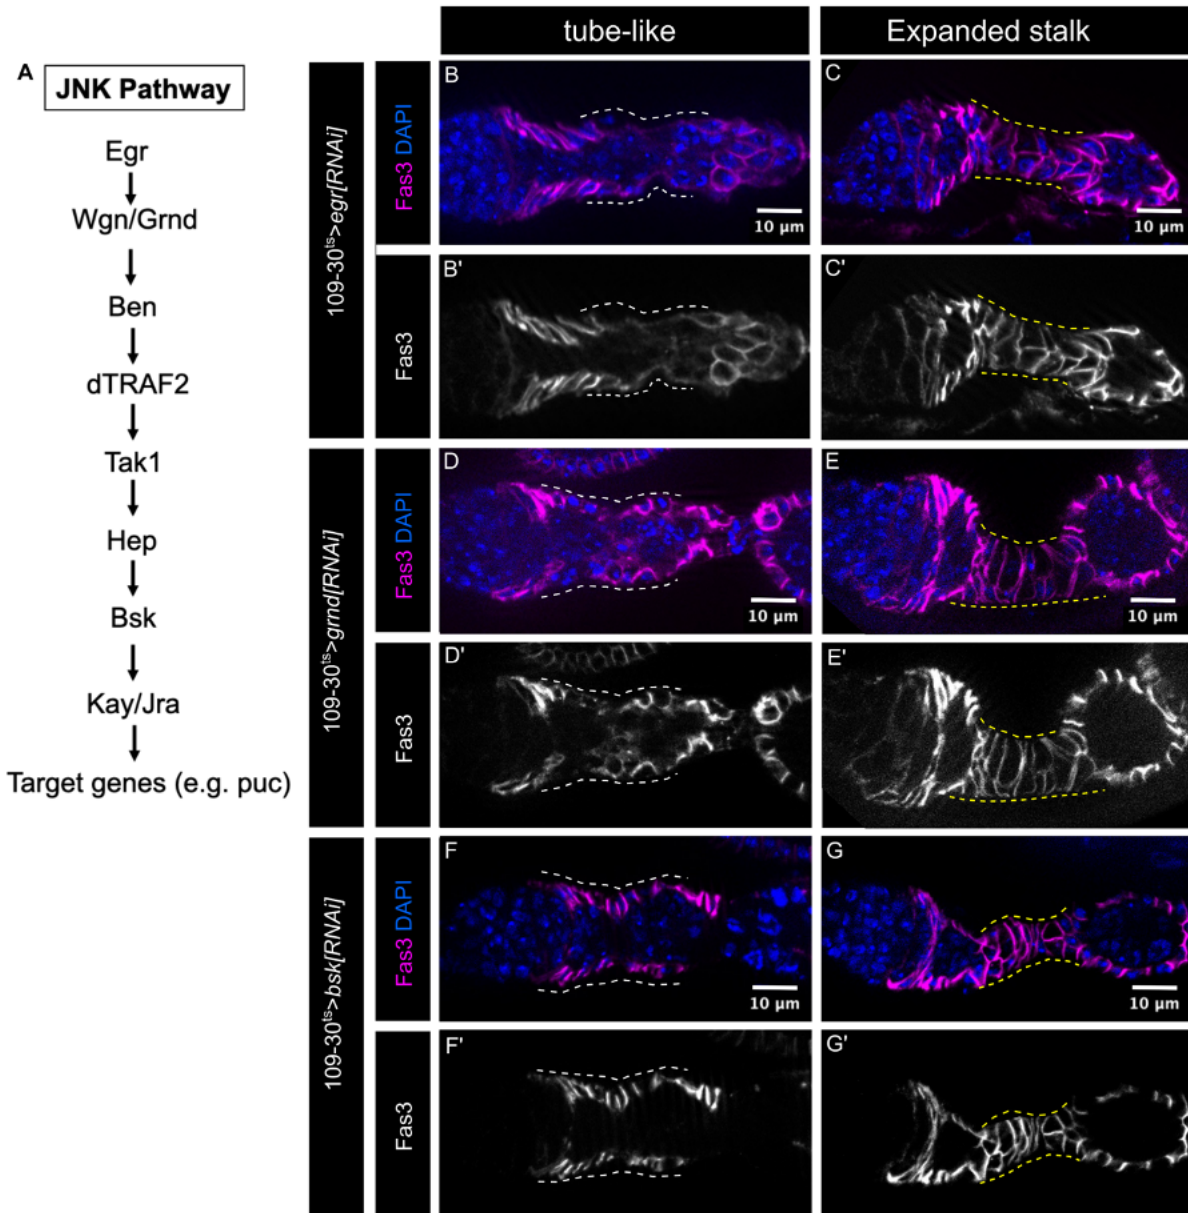 tube-like
Expanded stalk
A
JNK Pathway
Egr
Wgn/Grnd
Ben
dTRAF2
Tak1
Hep
Bsk
Kay/Jra
Target genes (e.g. puc)
109-30ts>egr[RNAi]
Fas3 DAPI
B
10 µm
C
10 µm
Fas3
B'
C'
109-30ts>grnd[RNAi]
Fas3 DAPI
D
10 µm
E
10 µm
Fas3
D'
E'
109-30ts>bsk[RNAi]
Fas3 DAPI
F
10 µm
G
10 µm
Fas3
F'
G'